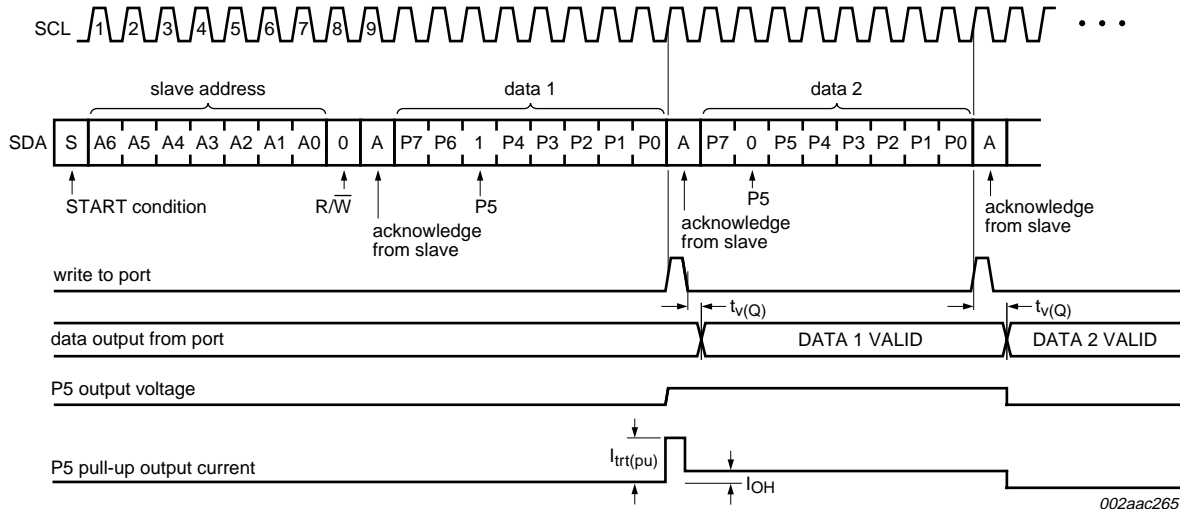 SCL 1 2 3 4 5 6 7 8 9
slave address data 1 data 2
SDA S A6 A5 A4 A3 A2 A1 A0 0 A P7 P6 1 P4 P3 P2 P1 P0 A P7 0 P5 P4 P3 P2 P1 P0 A
START condition R/W P5 P5
acknowledge from slave
acknowledge from slave
acknowledge from slave
write to port
tv(Q) tv(Q)
data output from port DATA 1 VALID DATA 2 VALID
P5 output voltage
P5 pull-up output current Itrt(pu) IOH
002aac265